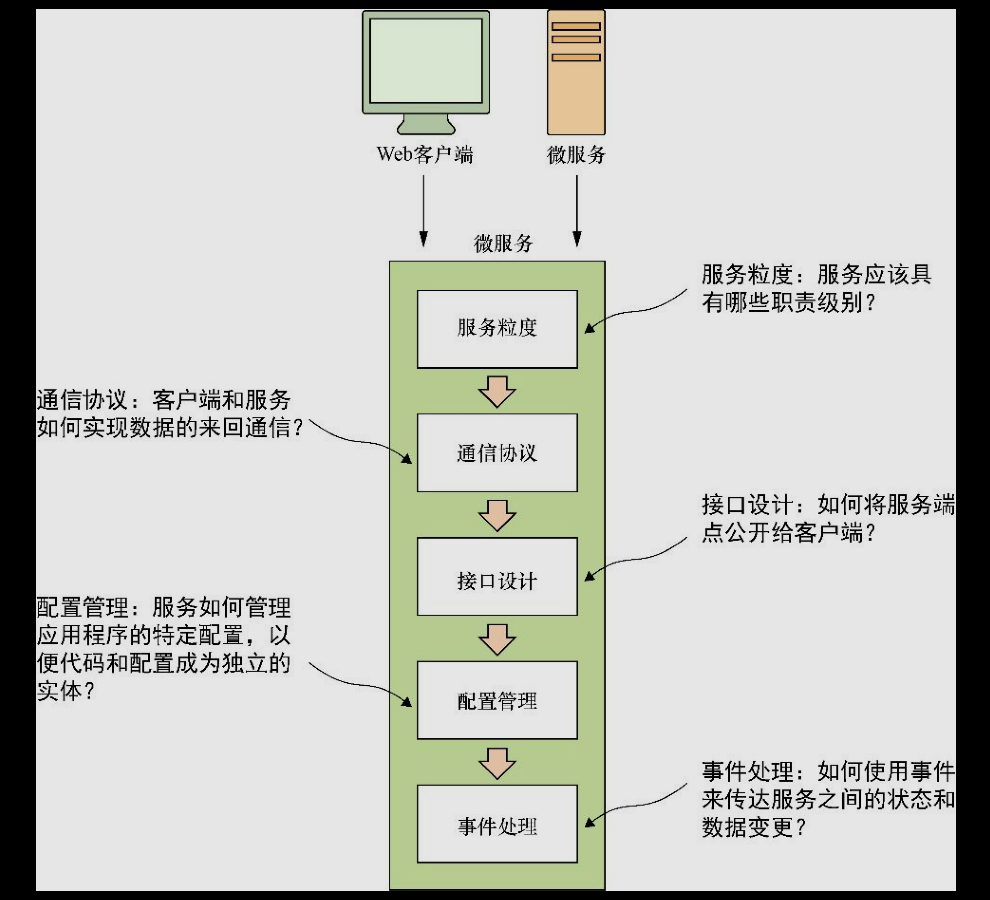 Web客户端
微服务
微服务
服务粒度：服务应该具
有哪些职责级别？
服务粒度
通信协议：客户端和服务
如何实现数据的来回通信？
通信协议
接口设计：如何将服务端
点公开给客户端？
接口设计
配置管理：服务如何管理
应用程序的特定配置，以
便代码和配置成为独立的
实体？
配置管理
事件处理：如何使用事件
来传达服务之间的状态和
数据变更？
事件处理